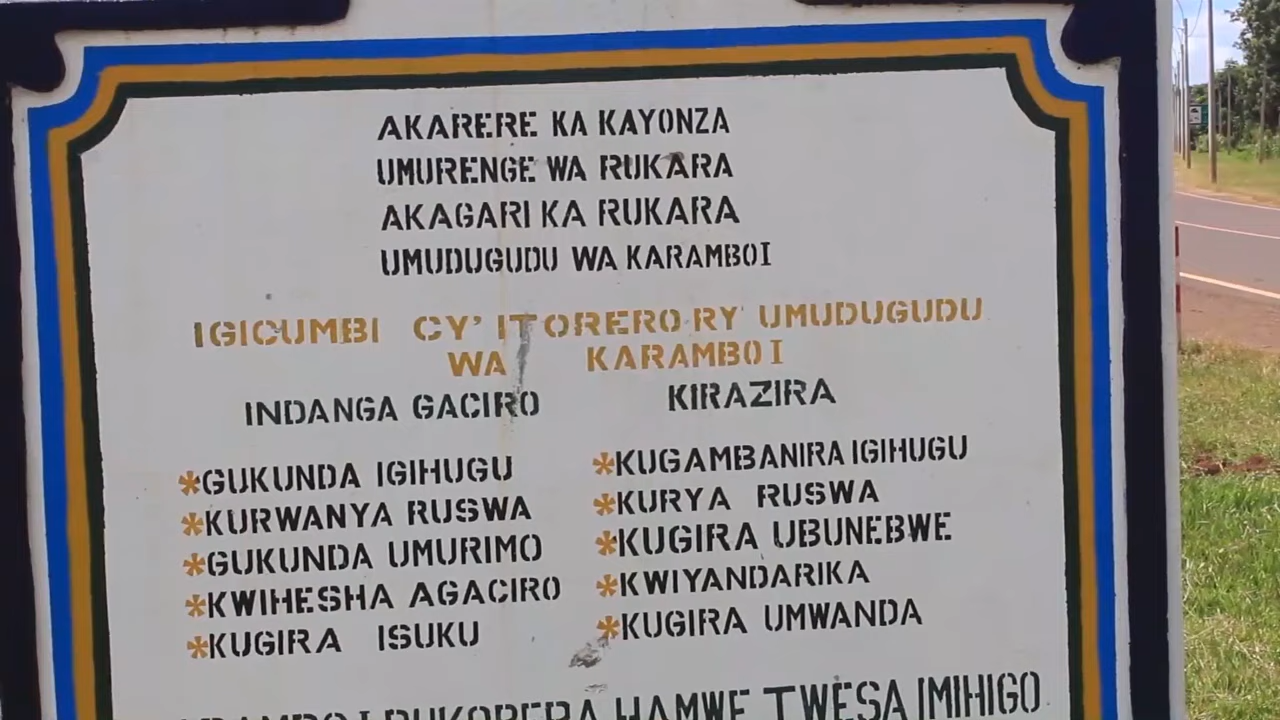 AKARERE KA KAYONZA
UMURENGE WA RUKARA
AKAGARI KA RUKARA
UMUDUGUDU WA KARAMBO I
IGICUMBI CY' ITORERO RY UMUDUGUDU
WA KARAMBO I
INDANGA GACIRO KIRAZIRA
*GUKUNDA IGIHUGU
*KURWANYA RUSWA
*GUKUNDA UMURIMO
*KWIHESHA AGACIRO
*KUGIRA ISUKU
*KUGAMBANIRA IGIHUGU
*KURYA RUSWA
*KUGIRA UBUNEBWE
*KWIYANDARIKA
*KUGIRA UMWANDA
HAMWE TWESA IMIHIGO